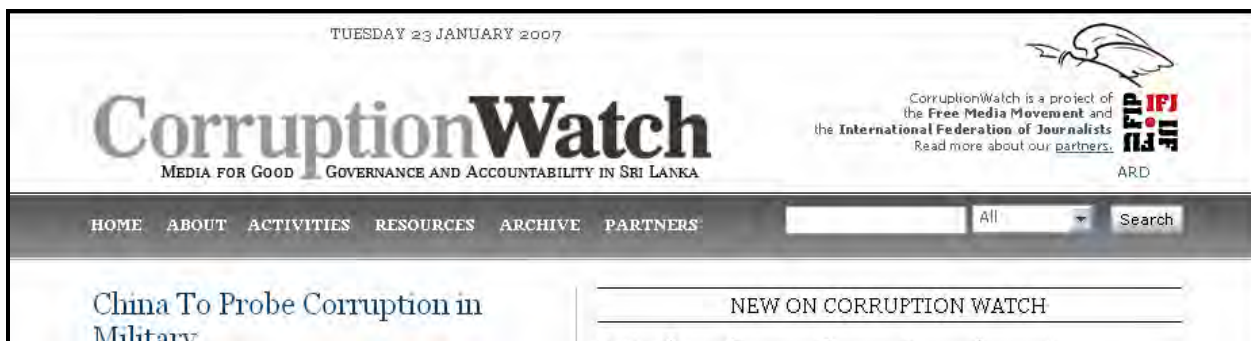 TUESDAY 23 JANUARY 2007
CorruptionWatch
MEDIA FOR GOOD GOVERNANCE AND ACCOUNTABILITY IN SRI LANKA
CorruptionWatch is a project of
the Free Media Movement and
the International Federation of Journalists
Read more about our partners.
FIP IFJ
ARD
HOME ABOUT ACTIVITIES RESOURCES ARCHIVE PARTNERS
All Search
China To Probe Corruption in
Military
NEW ON CORRUPTION WATCH